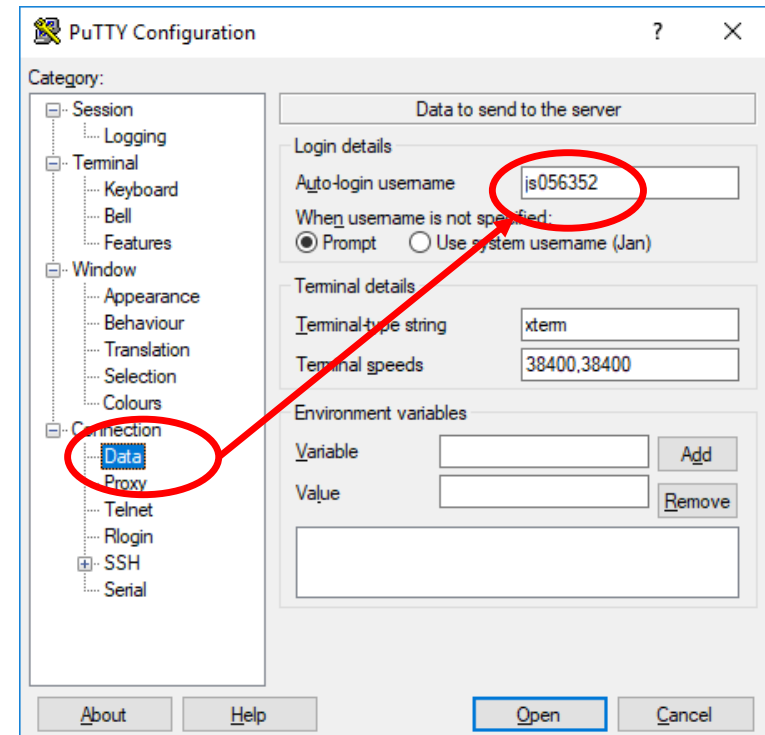 PuTTY Configuration
?
Category:
Session
Logging
Terminal
Keyboard
Bell
Features
Window
Appearance
Behaviour
Translation
Selection
Colours
Connection
Data
Proxy
Telnet
Rlogin
SSH
Serial
Data to send to the server
Login details
Auto-login username js056352
When username is not specified:
Prompt Use system username (Jan)
Terminal details
Terminal-type string xterm
Terminal speeds 38400,38400
Environment variables
Variable Add
Value Remove
About Help Open Cancel